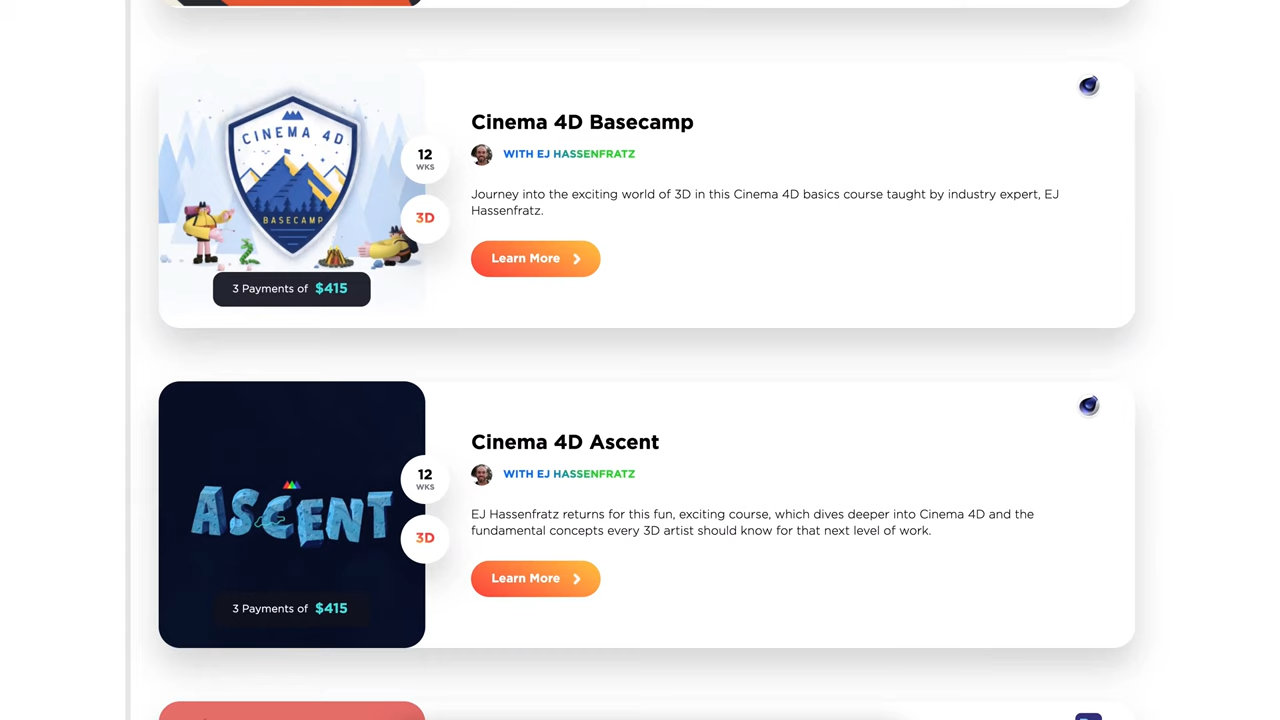 CINEMA 4D
BASECAMP
3 Payments of $415
12
WKS
3D
Cinema 4D Basecamp
WITH EJ HASSENFRATZ
Journey into the exciting world of 3D in this Cinema 4D basics course taught by industry expert, EJ
Hassenfratz.
Learn More
ASCENT
3 Payments of $415
12
WKS
3D
Cinema 4D Ascent
WITH EJ HASSENFRATZ
EJ Hassenfratz returns for this fun, exciting course, which dives deeper into Cinema 4D and the
fundamental concepts every 3D artist should know for that next level of work.
Learn More